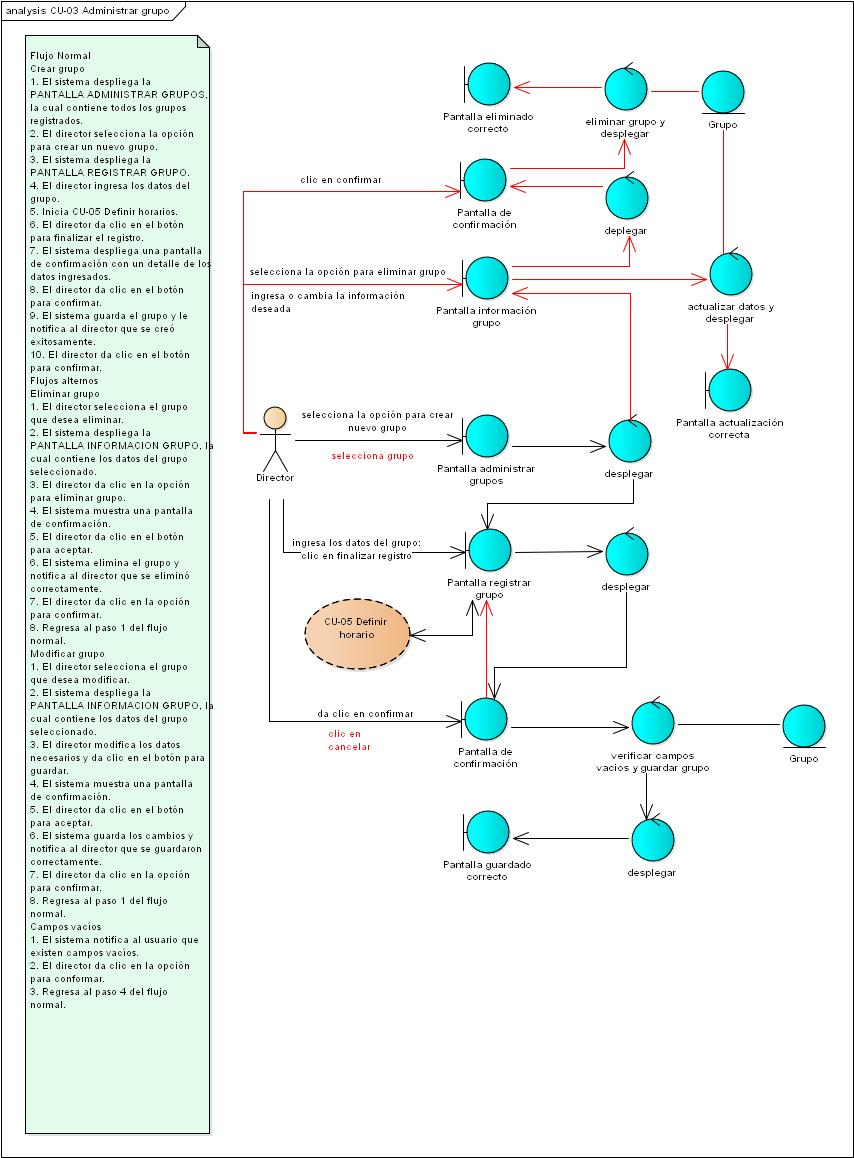 analysis CU-03 Administrar grupo
Flujo Normal
Crear grupo
1. El sistema despliega la
PANTALLA ADMINISTRAR GRUPOS,
la cual contiene todos los grupos
registrados.
2. El director selecciona la opción
para crear un nuevo grupo.
3. El sistema despliega la
PANTALLA REGISTRAR GRUPO.
4. El director ingresa los datos del
grupo.
5. Inicia CU-05 Definir horarios.
6. El director da clic en el botón
para finalizar el registro.
7. El sistema despliega una pantalla
de confirmación con un detalle de los
datos ingresados.
8. El director da clic en el botón
para confirmar.
9. El sistema guarda el grupo y le
notifica al director que se creó
exitosamente.
10. El director da clic en el botón
para confirmar.
Flujos alternos
Eliminar grupo
1. El director selecciona el grupo
que desea eliminar.
2. El sistema despliega la
PANTALLA INFORMACION GRUPO, la
cual contiene los datos del grupo
seleccionado.
3. El director da clic en la opción
para eliminar grupo.
4. El sistema muestra una pantalla
de confirmación.
5. El director da clic en el botón
para aceptar.
6. El sistema elimina el grupo y
notifica al director que se eliminó
correctamente.
7. El director da clic en la opción
para confirmar.
8. Regresa al paso 1 del flujo
normal.
Modificar grupo
1. El director selecciona el grupo
que desea modificar.
2. El sistema despliega la
PANTALLA INFORMACION GRUPO, la
cual contiene los datos del grupo
seleccionado.
3. El director modifica los datos
necesarios y da clic en el botón para
guardar.
4. El sistema muestra una pantalla
de confirmación.
5. El director da clic en el botón
para aceptar.
6. El sistema guarda los cambios y
notifica al director que se guardaron
correctamente.
7. El director da clic en la opción
para confirmar.
8. Regresa al paso 1 del flujo
normal.
Campos vacíos
1. El sistema notifica al usuario que
existen campos vacíos.
2. El director da clic en la opción
para conformar.
3. Regresa al paso 4 del flujo
normal.
Pantalla eliminado
correcto
eliminar grupo y
desplegar
Grupo
clic en confirmar
Pantalla de
confirmación
deplegar
selecciona la opción para eliminar grupo
ingresa o cambia la información
deseada
Pantalla información
grupo
actualizar datos y
desplegar
Pantalla actualización
correcta
Director
selecciona la opción para crear
nuevo grupo
selecciona grupo
Pantalla administrar
grupos
desplegar
ingresa los datos del grupo:
clic en finalizar registro
Pantalla registrar
grupo
desplegar
CU-05 Definir
horario
da clic en confirmar
clic en
cancelar
Pantalla de
confirmación
verificar campos
vacios y guardar grupo
Grupo
Pantalla guardado
correcto
desplegar